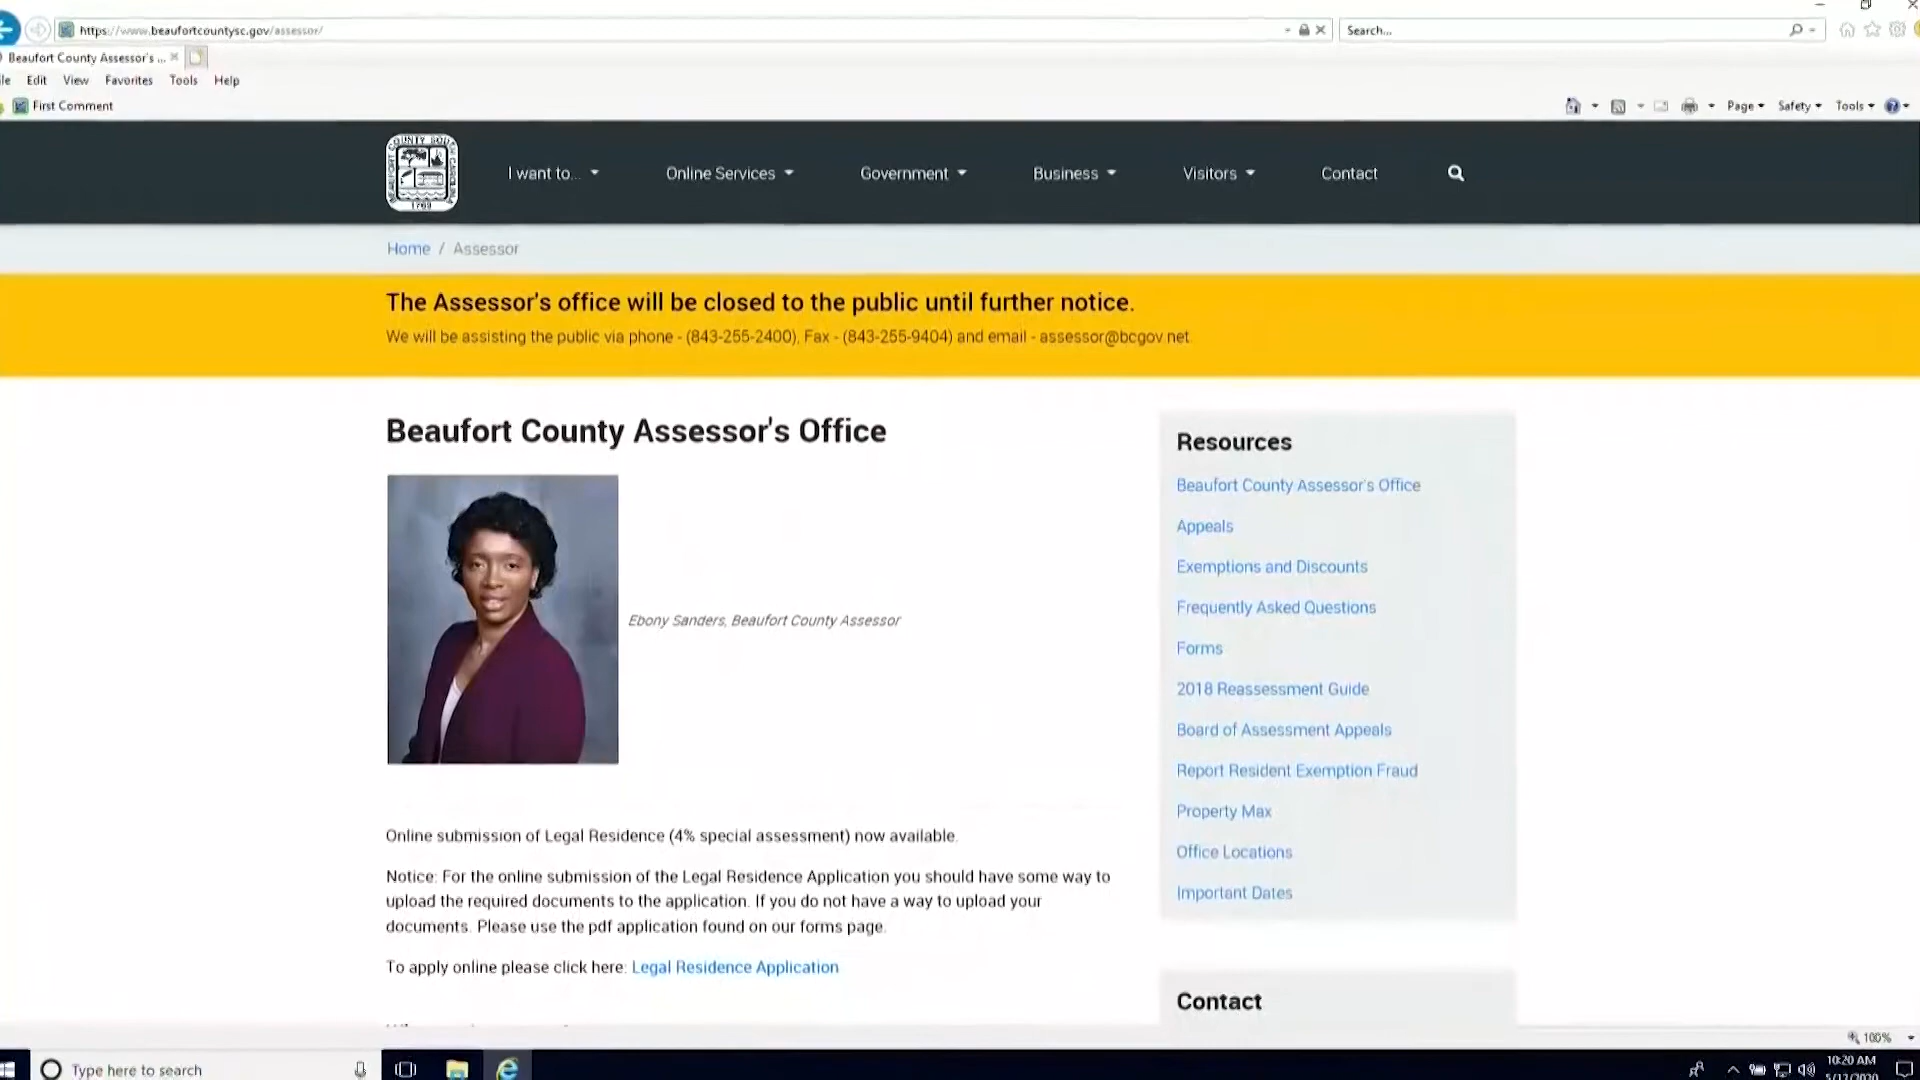 https://www.beaufortcountysc.gov/assessor/
Search...
Beaufort County Assessor's ...
Edit View Favorites Tools Help
First Comment
Page Safety Tools
BEAUFORT COUNTY SOUTH CAROLINA
1769
I want to... Online Services Government Business Visitors Contact
Home / Assessor
The Assessor's office will be closed to the public until further notice.
We will be assisting the public via phone - (843-255-2400), Fax - (843-255-9404) and email - assessor@bcgov.net
Beaufort County Assessor's Office
Ebony Sanders, Beaufort County Assessor
Online submission of Legal Residence (4% special assessment) now available.
Notice: For the online submission of the Legal Residence Application you should have some way to
upload the required documents to the application. If you do not have a way to upload your
documents. Please use the pdf application found on our forms page.
To apply online please click here: Legal Residence Application
Resources
Beaufort County Assessor's Office
Appeals
Exemptions and Discounts
Frequently Asked Questions
Forms
2018 Reassessment Guide
Board of Assessment Appeals
Report Resident Exemption Fraud
Property Max
Office Locations
Important Dates
Contact
100%
Type here to search
10:20 AM